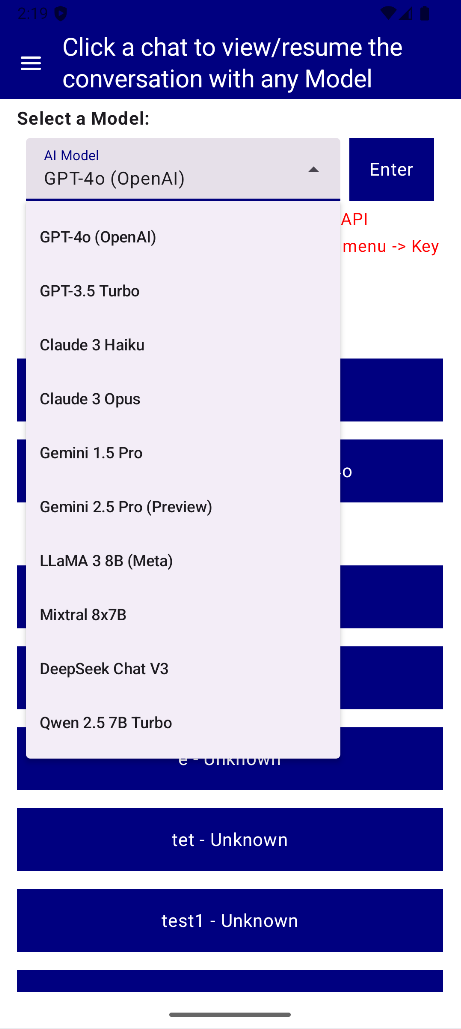 2:19
Click a chat to view/resume the
conversation with any Model
Select a Model:
AI Model
GPT-4o (OpenAI)
Enter
API
menu -> Key
GPT-4o (OpenAI)
GPT-3.5 Turbo
Claude 3 Haiku
Claude 3 Opus
Gemini 1.5 Pro
Gemini 2.5 Pro (Preview)
LLaMA 3 8B (Meta)
Mixtral 8x7B
DeepSeek Chat V3
Qwen 2.5 7B Turbo
e - Unknown
tet - Unknown
test1 - Unknown